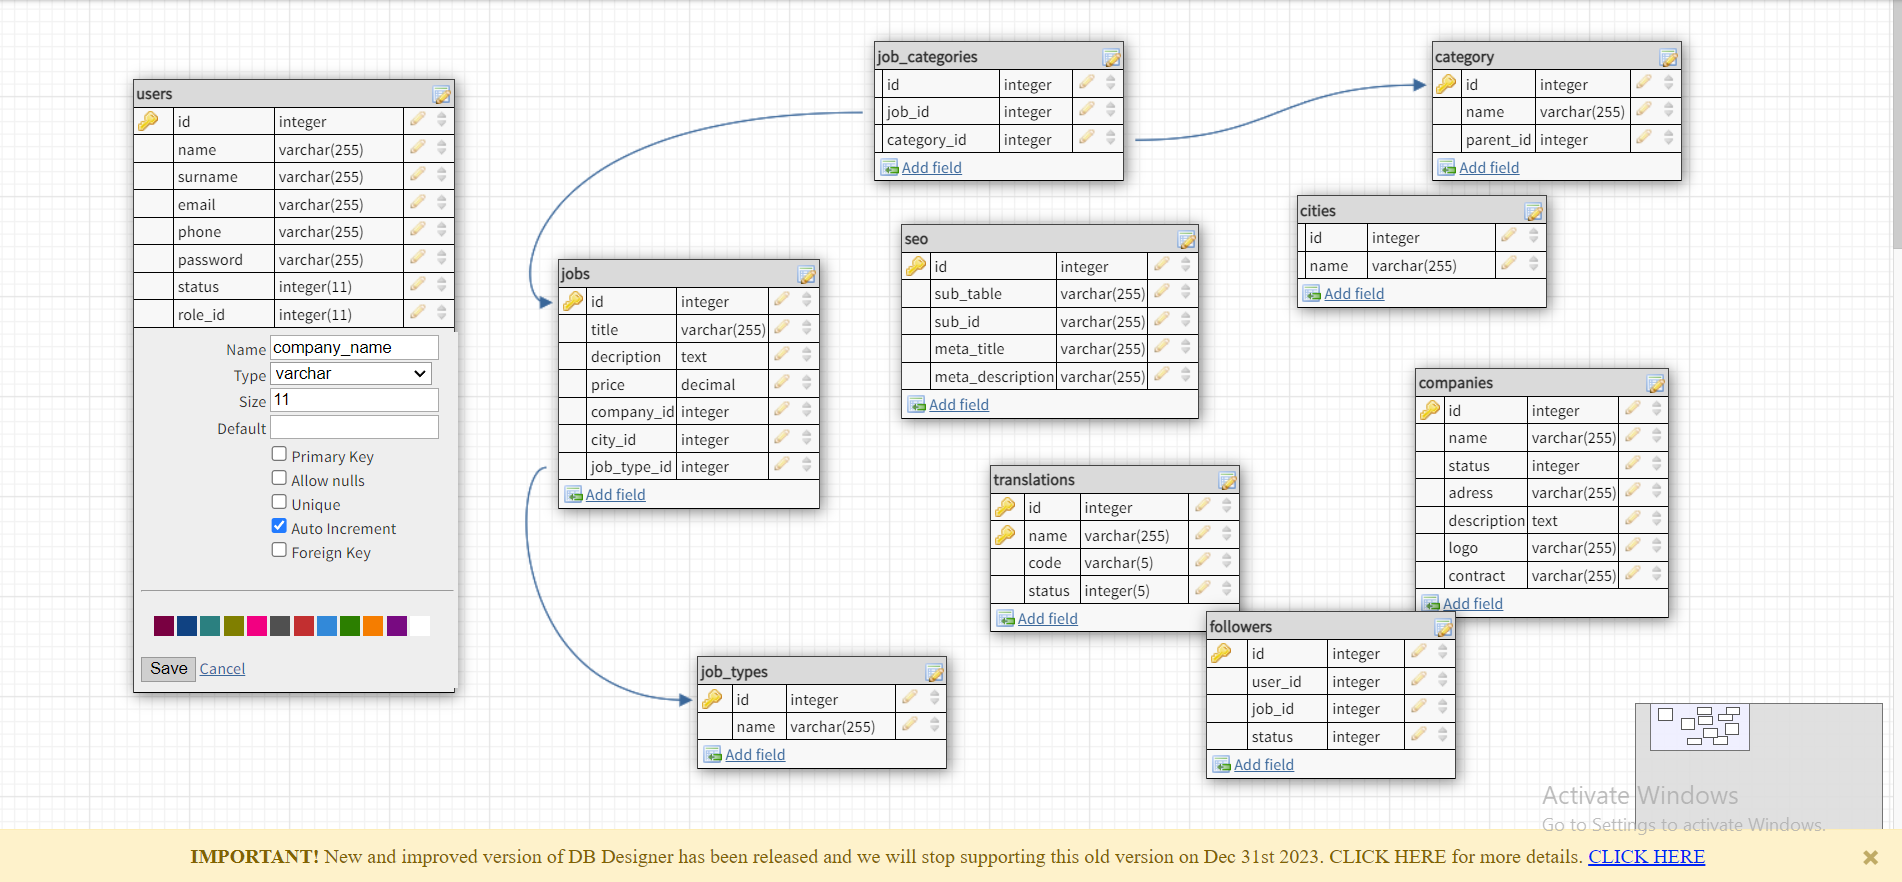 users
id integer
name varchar(255)
surname varchar(255)
email varchar(255)
phone varchar(255)
password varchar(255)
status integer(11)
role_id integer(11)
Name company_name
Type varchar
Size 11
Default
Primary Key
Allow nulls
Unique
Auto Increment
Foreign Key
Save Cancel
job_categories
id integer
job_id integer
category_id integer
Add field
category
id integer
name varchar(255)
parent_id integer
Add field
cities
id integer
name varchar(255)
Add field
jobs
id integer
title varchar(255)
decription text
price decimal
company_id integer
city_id integer
job_type_id integer
Add field
seo
id integer
sub_table varchar(255)
sub_id varchar(255)
meta_title varchar(255)
meta_description varchar(255)
Add field
companies
id integer
name varchar(255)
status integer
adress varchar(255)
description text
logo varchar(255)
contract varchar(255)
Add field
translations
id integer
name varchar(255)
code varchar(5)
status integer(5)
Add field
followers
id integer
user_id integer
job_id integer
status integer
Add field
job_types
id integer
name varchar(255)
Add field
Activate Windows
Go to Settings to activate Windows.
IMPORTANT! New and improved version of DB Designer has been released and we will stop supporting this old version on Dec 31st 2023. CLICK HERE for more details. CLICK HERE